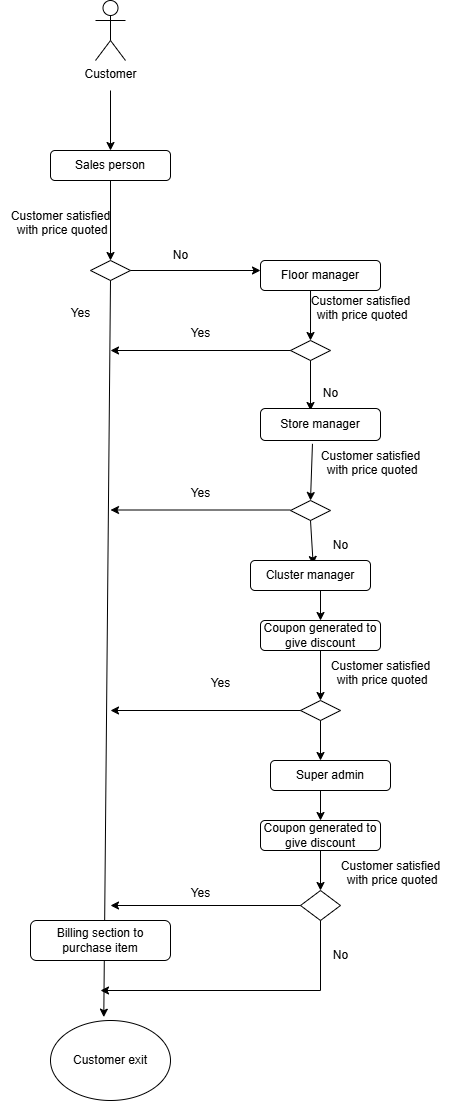 Customer
Sales person
Customer satisfied
with price quoted
No
Floor manager
Customer satisfied
with price quoted
Yes
Yes
No
Store manager
Customer satisfied
with price quoted
Yes
No
Cluster manager
Coupon generated to
give discount
Customer satisfied
with price quoted
Yes
Super admin
Coupon generated to
give discount
Customer satisfied
with price quoted
Yes
Billing section to
purchase item
No
Customer exit